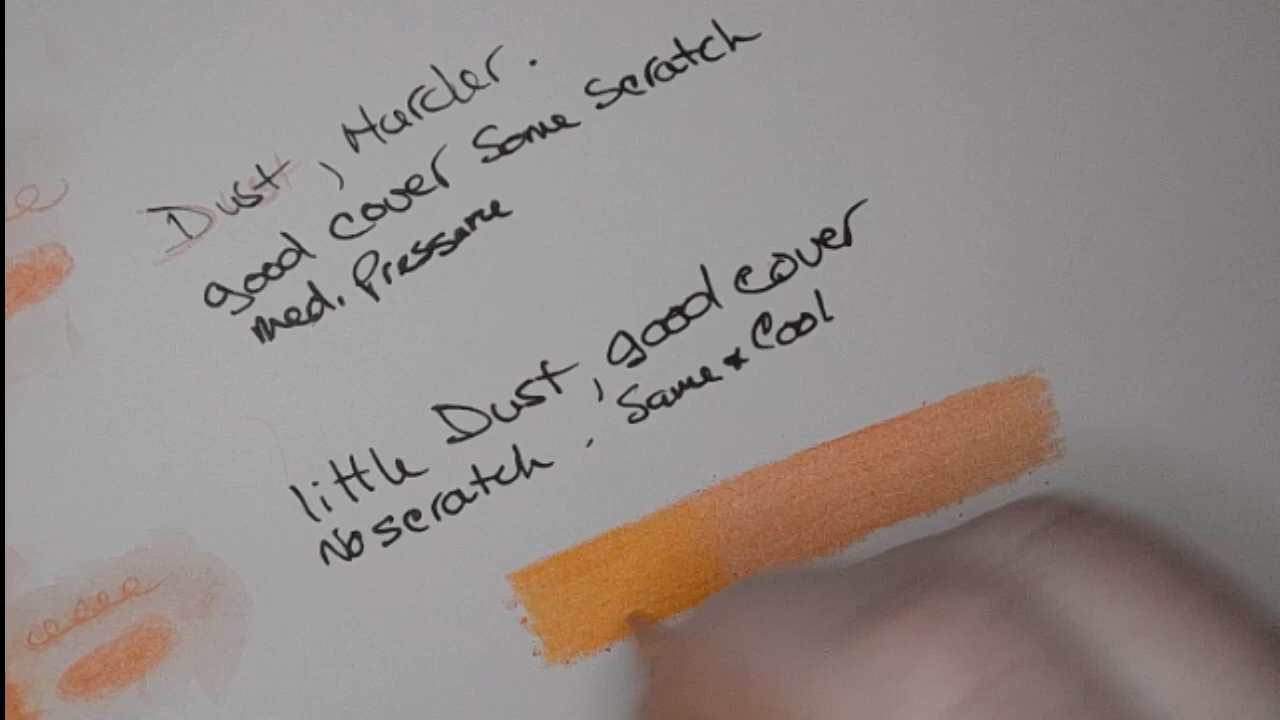 Dust, Harder.
good cover Some Scratch
med. Pressure
little Dust, good cover
No scratch. Same & Cool